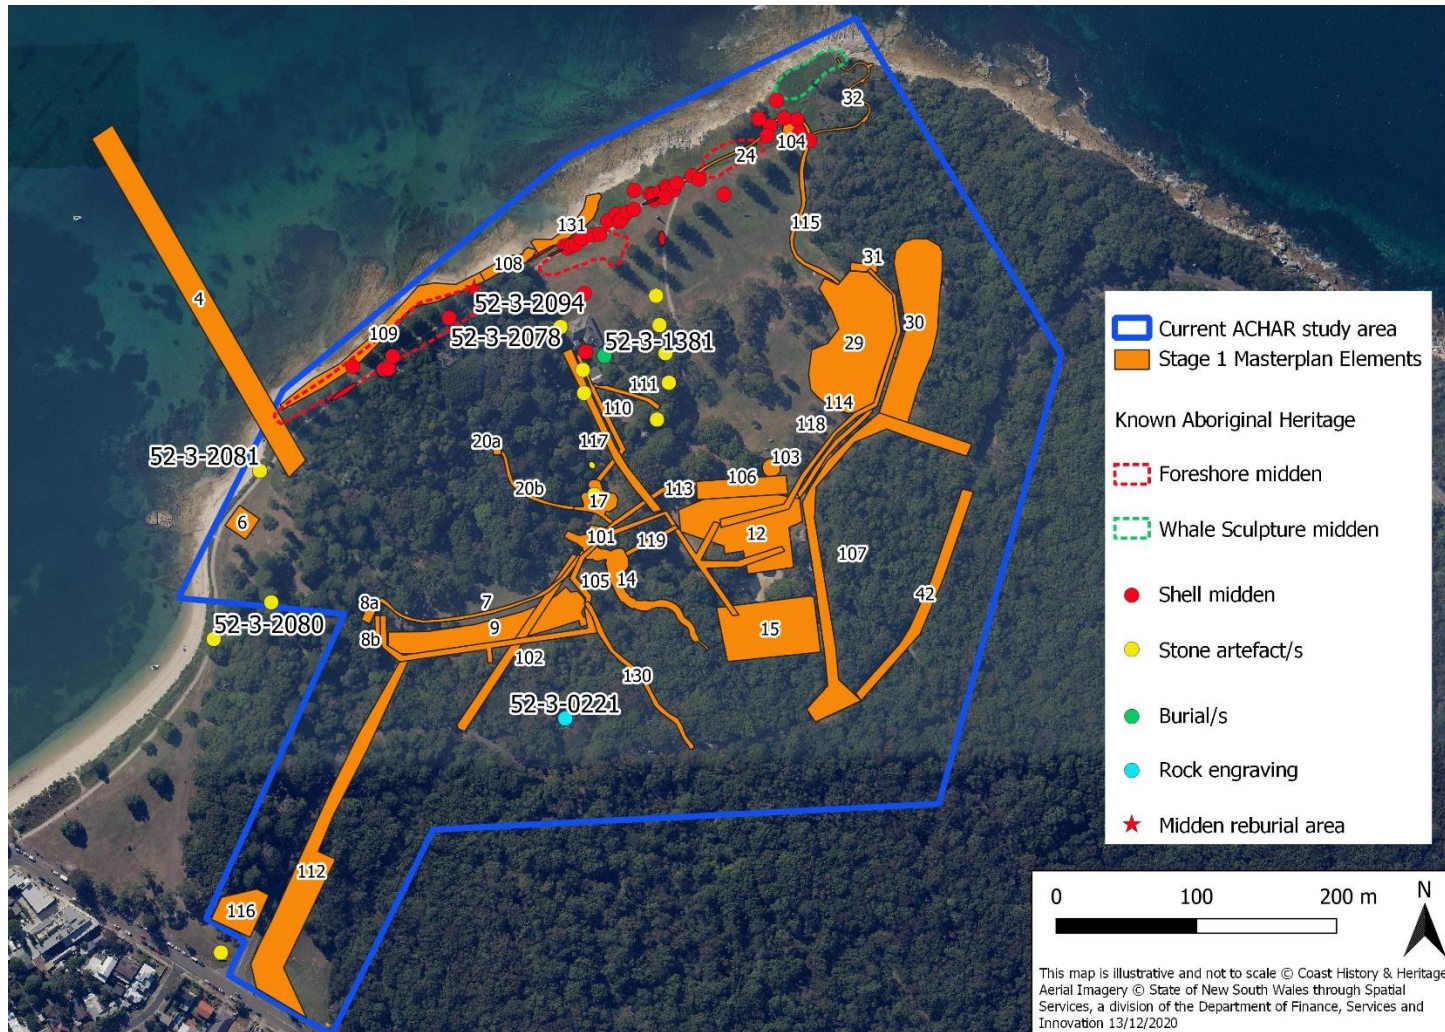 32
104
24
115
131
108
31
4
52-3-2094
30
109
52-3-2078
52-3-1381
29
111
110
114
118
117
20a
52-3-2081
103
106
20b
113
17
6
12
101
119
107
105
14
42
8a
7
52-3-2080
9
15
8b
102
130
52-3-0221
112
116
Current ACHAR study area
Stage 1 Masterplan Elements
Known Aboriginal Heritage
Foreshore midden
Whale Sculpture midden
Shell midden
Stone artefact/s
Burial/s
Rock engraving
Midden reburial area
0 100 200 m
N
This map is illustrative and not to scale © Coast History & Heritage
Aerial Imagery © State of New South Wales through Spatial
Services, a division of the Department of Finance, Services and
Innovation 13/12/2020